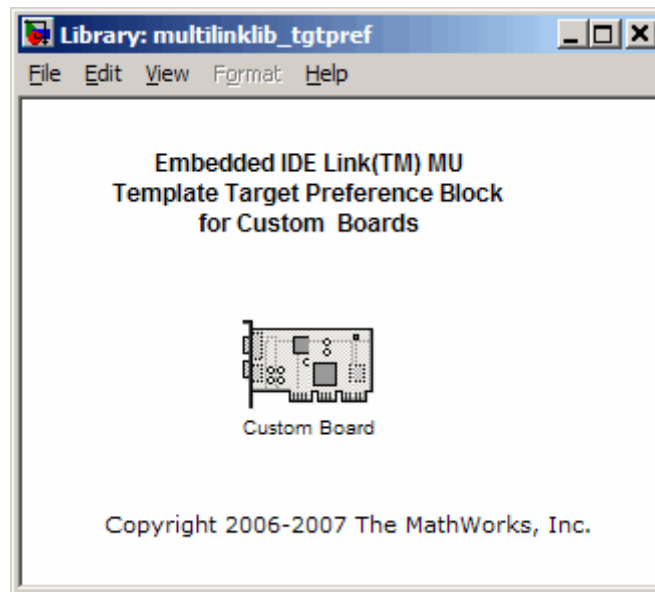 Library: multilinklib_tgtpref
File Edit View Format Help
Embedded IDE Link(TM) MU
Template Target Preference Block
for Custom Boards
Custom Board
Copyright 2006-2007 The MathWorks, Inc.